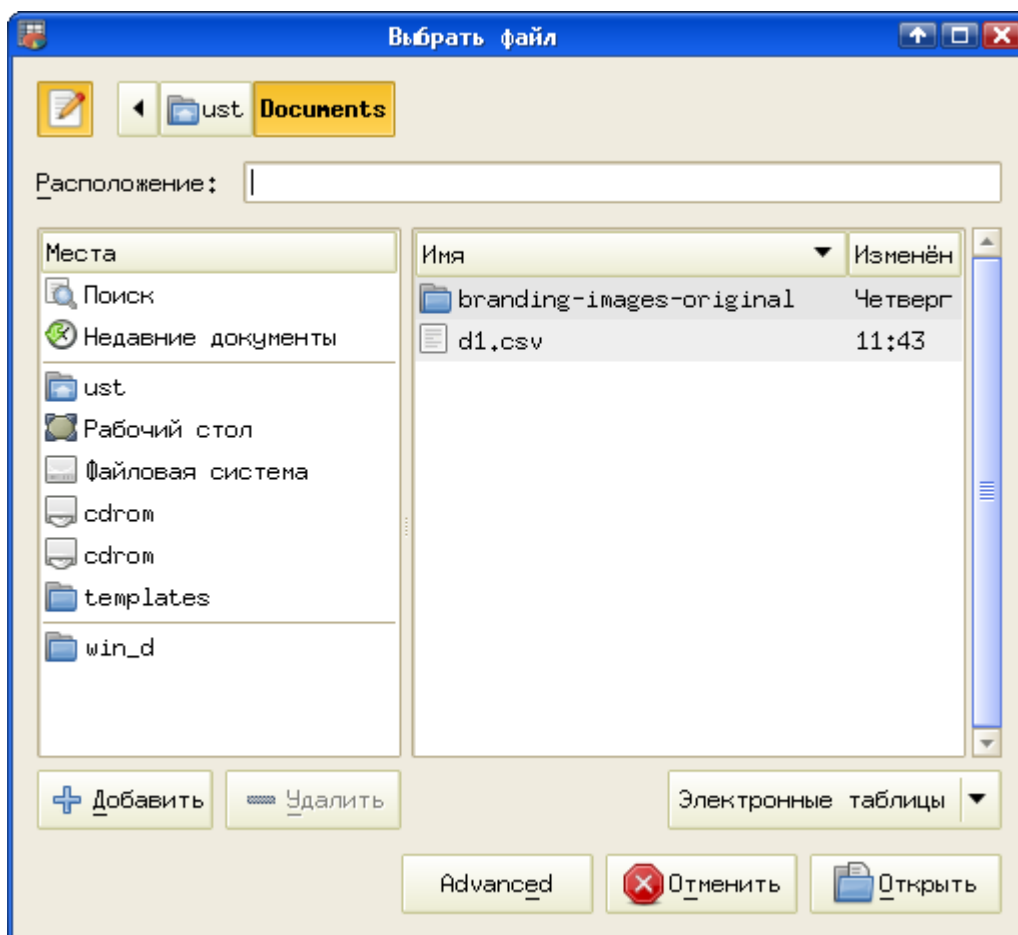 Выбрать файл
ust Documents
Расположение:
Места
Поиск
Недавние документы
ust
Рабочий стол
Файловая система
cdrom
cdrom
templates
win_d
Имя Изменён
branding-images-original Четверг
d1.csv 11:43
Добавить Удалить Электронные таблицы
Advanced Отменить Открыть